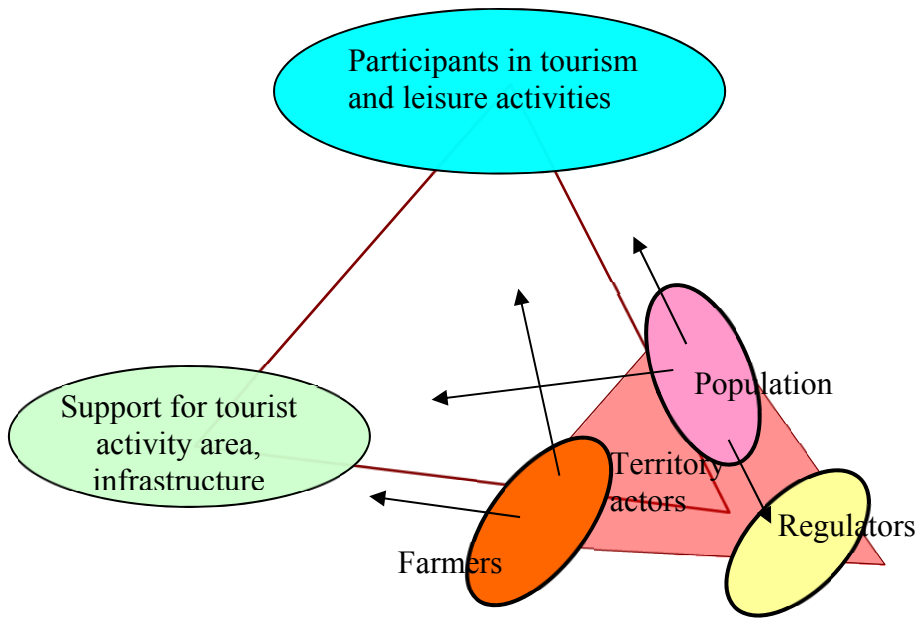 Participants in tourism
and leisure activities
Population
Support for tourist
activity area,
infrastructure
Territory
actors
Regulators
Farmers